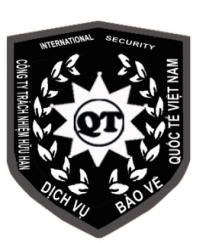 INTERNATIONAL SECURITY
CÔNG TY TRÁCH NHIỆM HỮU HẠN
QT
DỊCH VỤ BẢO VỆ
QUỐC TẾ VIỆT NAM